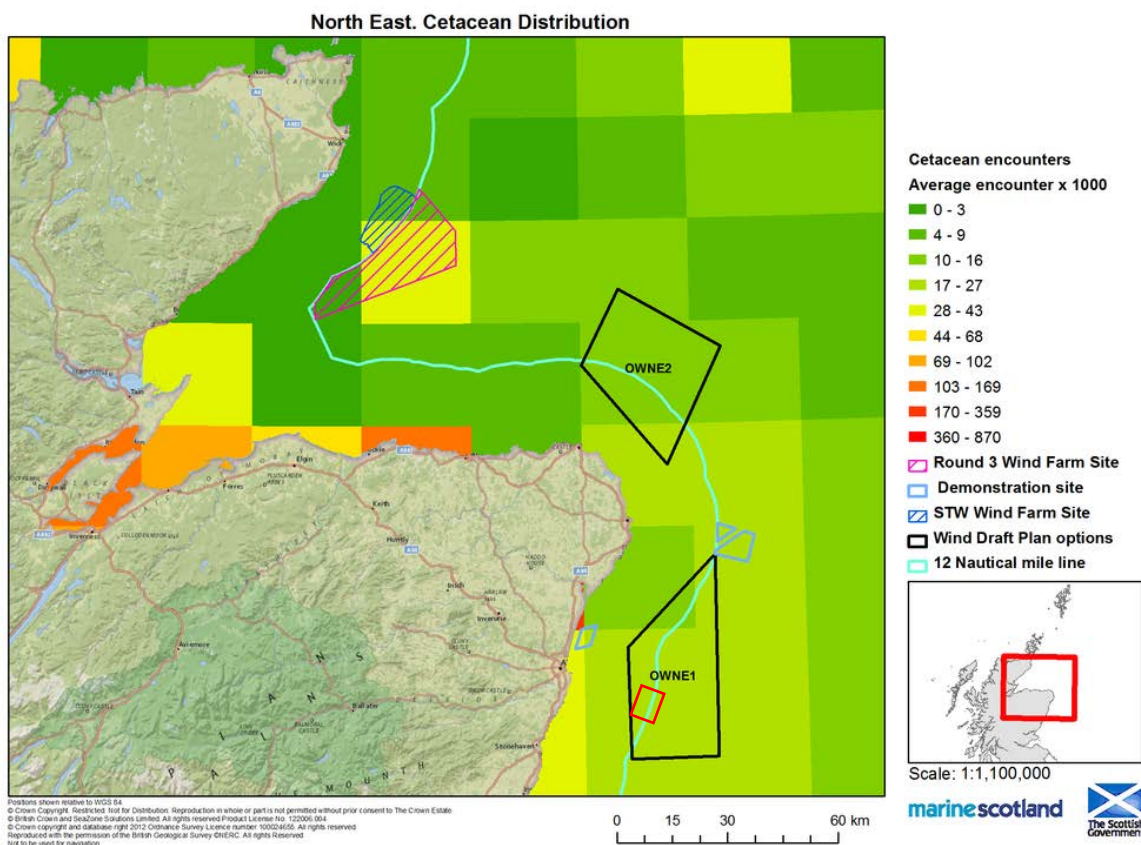 North East. Cetacean Distribution
CAITHNESS
Wick
Tain
Inverness
Forres
Elgin
Keith
Huntly
Inverurie
Aviemore
Ballater
Stonehaven
OWNE2
OWNE1
Cetacean encounters
Average encounter x 1000
0 - 3
4 - 9
10 - 16
17 - 27
28 - 43
44 - 68
69 - 102
103 - 169
170 - 359
360 - 870
Round 3 Wind Farm Site
Demonstration site
STW Wind Farm Site
Wind Draft Plan options
12 Nautical mile line
Scale: 1:1,100,000
marinescotland
The Scottish
Government
0 15 30 60 km
Positions shown relative to WGS 84
© Crown Copyright. Restricted. Not for Distribution. Reproduction in whole or part is not permitted without prior consent to The Crown Estate.
© British Crown and SeaZone Solutions Limited. All rights reserved.Product License No. 122006.004
© Crown copyright and database right 2012 Ordnance Survey Licence number 100024655. All rights reserved
Reproduced with the permission of the British Geological Survey ©NERC. All rights Reserved
Not to be used for navigation